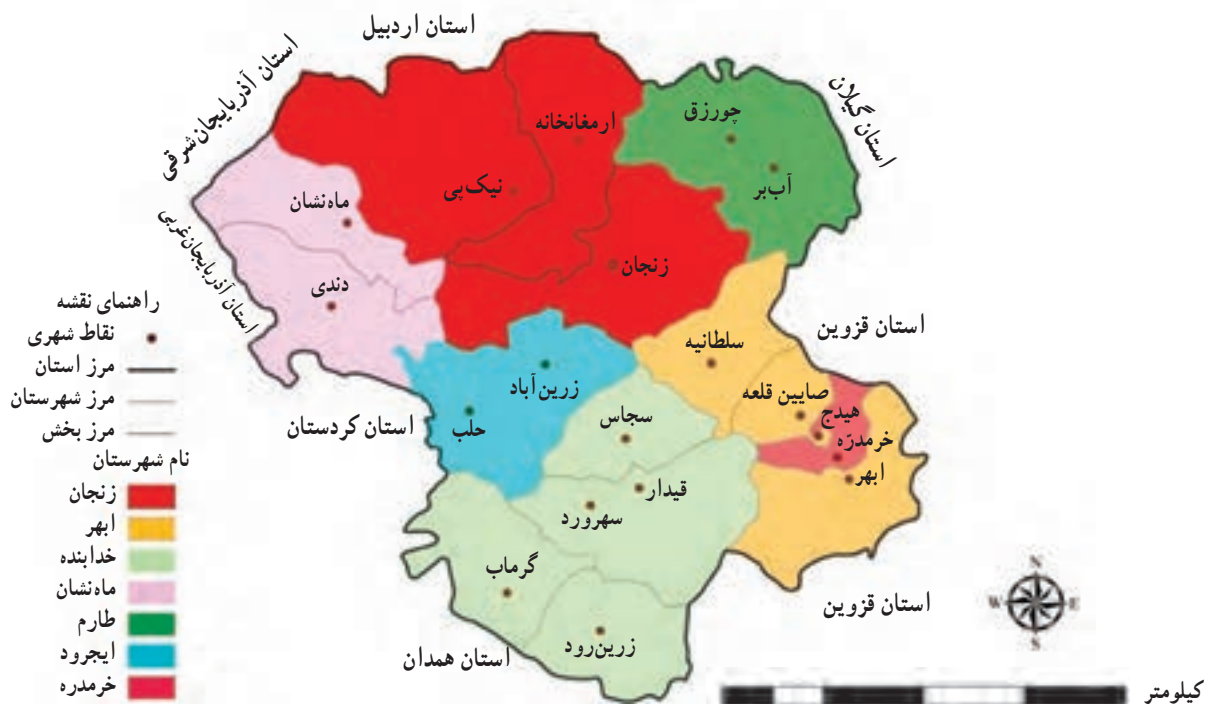 استان اردبیل
استان آذربایجان‌شرقی
استان گیلان
چورزق
ارمغانخانه
آب‌بر
نیک‌پی
ماه‌نشان
استان آذربایجان‌غربی
زنجان
دندی
استان قزوین
سلطانیه
زرین‌آباد
صایین قلعه
هیدج
سجاس
حلب
استان کردستان
خرمدرّه
ابهر
قیدار
سهرورد
گرماب
استان قزوین
زرین‌رود
استان همدان
راهنمای نقشه
نقاط شهری
مرز استان
مرز شهرستان
مرز بخش
نام شهرستان
زنجان
ابهر
خدابنده
ماه‌نشان
طارم
ایجرود
خرمدره
N
W E
S
کیلومتر